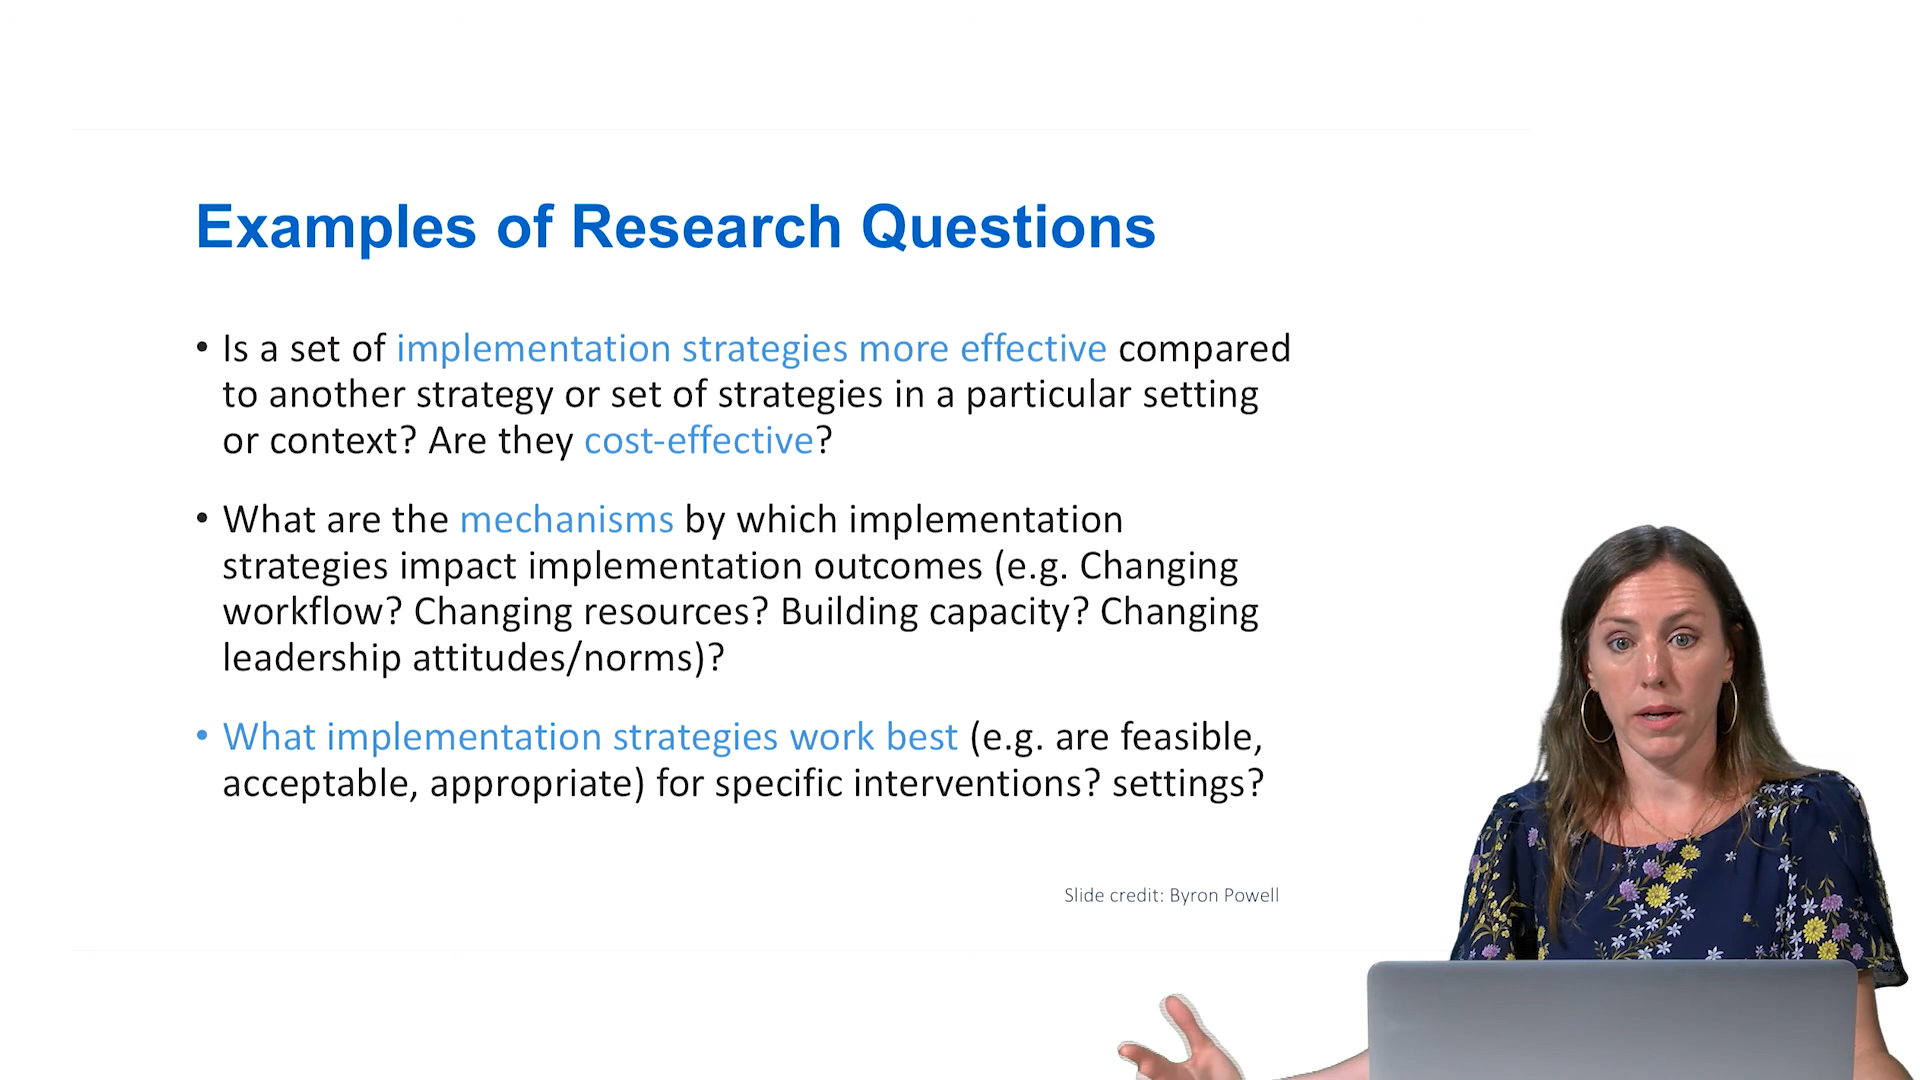 Examples of Research Questions
• Is a set of implementation strategies more effective compared
to another strategy or set of strategies in a particular setting
or context? Are they cost-effective?
• What are the mechanisms by which implementation
strategies impact implementation outcomes (e.g. Changing
workflow? Changing resources? Building capacity? Changing
leadership attitudes/norms)?
• What implementation strategies work best (e.g. are feasible,
acceptable, appropriate) for specific interventions? settings?
Slide credit: Byron Powell